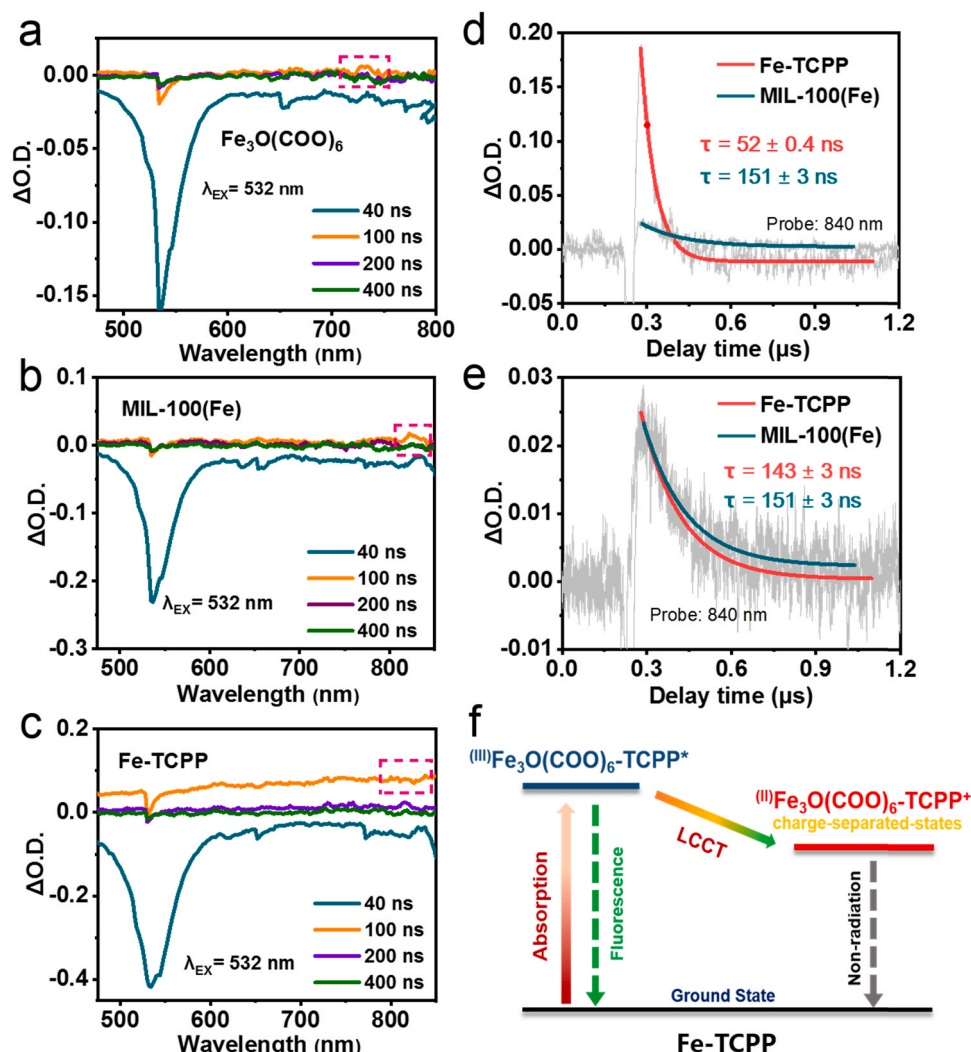 a
0.00
-0.05
-0.10
-0.15
ΔO.D.
Fe₃O(COO)₆
λEX= 532 nm
40 ns
100 ns
200 ns
400 ns
500 600 700 800
Wavelength (nm)
b
0.1
0.0
-0.1
-0.2
-0.3
ΔO.D.
MIL-100(Fe)
λEX= 532 nm
40 ns
100 ns
200 ns
400 ns
500 600 700 800
Wavelength (nm)
c
0.2
0.0
-0.2
-0.4
ΔO.D.
Fe-TCPP
λEX= 532 nm
40 ns
100 ns
200 ns
400 ns
500 600 700 800
Wavelength (nm)
d
0.20
0.15
0.10
0.05
0.00
-0.05
ΔO.D.
Fe-TCPP
MIL-100(Fe)
τ = 52 ± 0.4 ns
τ = 151 ± 3 ns
Probe: 840 nm
0.0 0.3 0.6 0.9 1.2
Delay time (μs)
e
0.03
0.02
0.01
0.00
-0.01
ΔO.D.
Fe-TCPP
MIL-100(Fe)
τ = 143 ± 3 ns
τ = 151 ± 3 ns
Probe: 840 nm
0.0 0.3 0.6 0.9 1.2
Delay time (μs)
f
(III)Fe₃O(COO)₆-TCPP*
(II)Fe₃O(COO)₆-TCPP⁺
charge-separated-states
LCCT
Absorption
Fluorescence
Non-radiation
Ground State
Fe-TCPP